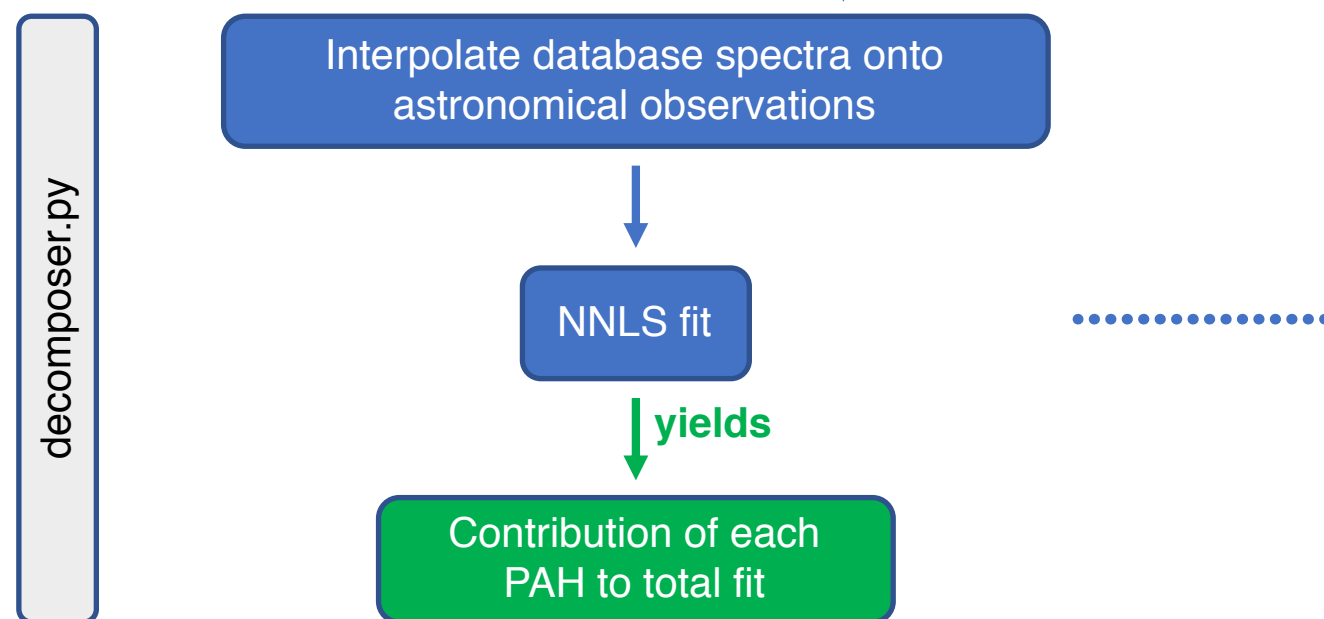 decomposer.py
Interpolate database spectra onto
astronomical observations
NNLS fit
yields
Contribution of each
PAH to total fit